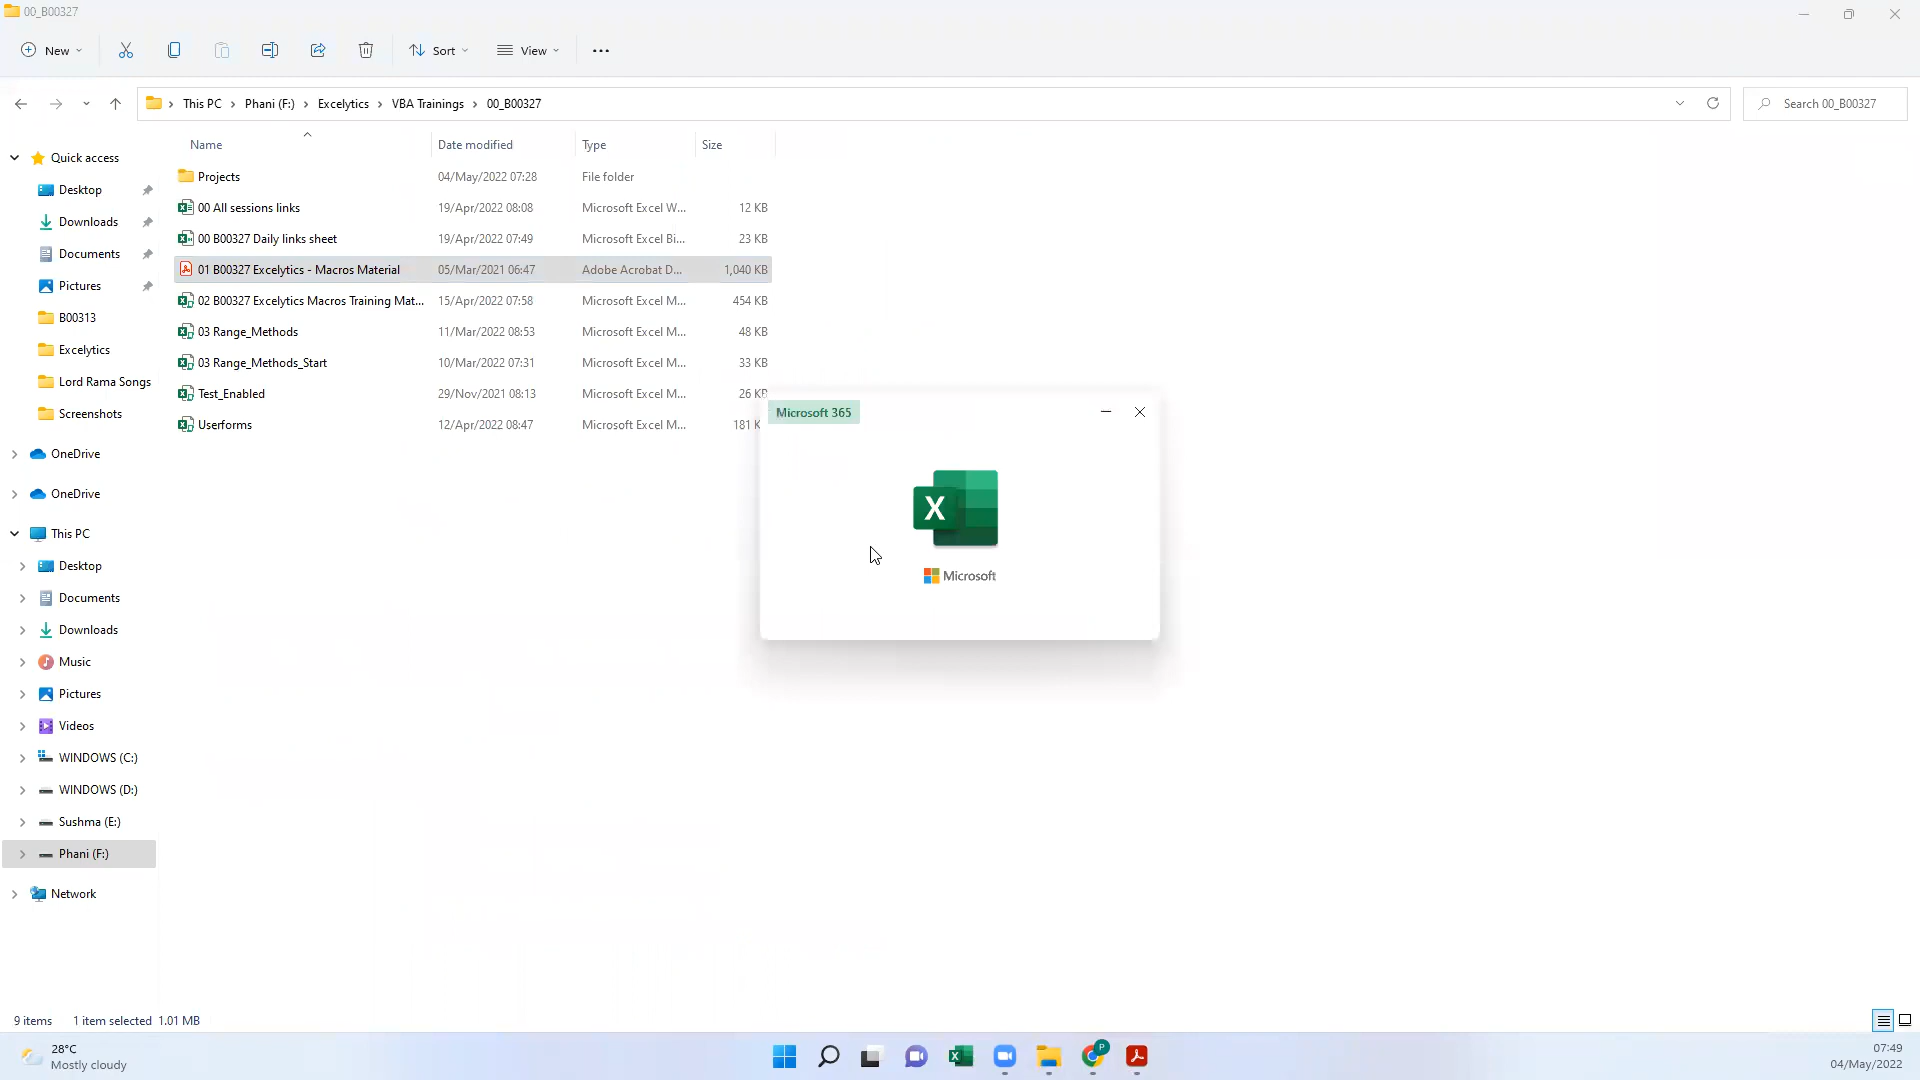 00_B00327
New
Sort
View
This PC
Phani (F:)
Excelytics
VBA Trainings
00_B00327
Search 00_B00327
Name
Date modified
Type
Size
Projects 04/May/2022 07:28 File folder
00 All sessions links 19/Apr/2022 08:08 Microsoft Excel W... 12 KB
00 B00327 Daily links sheet 19/Apr/2022 07:49 Microsoft Excel Bi... 23 KB
01 B00327 Excelytics - Macros Material 05/Mar/2021 06:47 Adobe Acrobat D... 1,040 KB
02 B00327 Excelytics Macros Training Mat... 15/Apr/2022 07:58 Microsoft Excel M... 454 KB
03 Range_Methods 11/Mar/2022 08:53 Microsoft Excel M... 48 KB
03 Range_Methods_Start 10/Mar/2022 07:31 Microsoft Excel M... 33 KB
Test_Enabled 29/Nov/2021 08:13 Microsoft Excel M... 26 KB
Userforms 12/Apr/2022 08:47 Microsoft Excel M... 181 K
Quick access
Desktop
Downloads
Documents
Pictures
B00313
Excelytics
Lord Rama Songs
Screenshots
OneDrive
OneDrive
This PC
Desktop
Documents
Downloads
Music
Pictures
Videos
WINDOWS (C:)
WINDOWS (D:)
Sushma (E:)
Phani (F:)
Network
Microsoft 365
X
Microsoft
9 items 1 item selected 1.01 MB
28°C
Mostly cloudy
P
07:49
04/May/2022